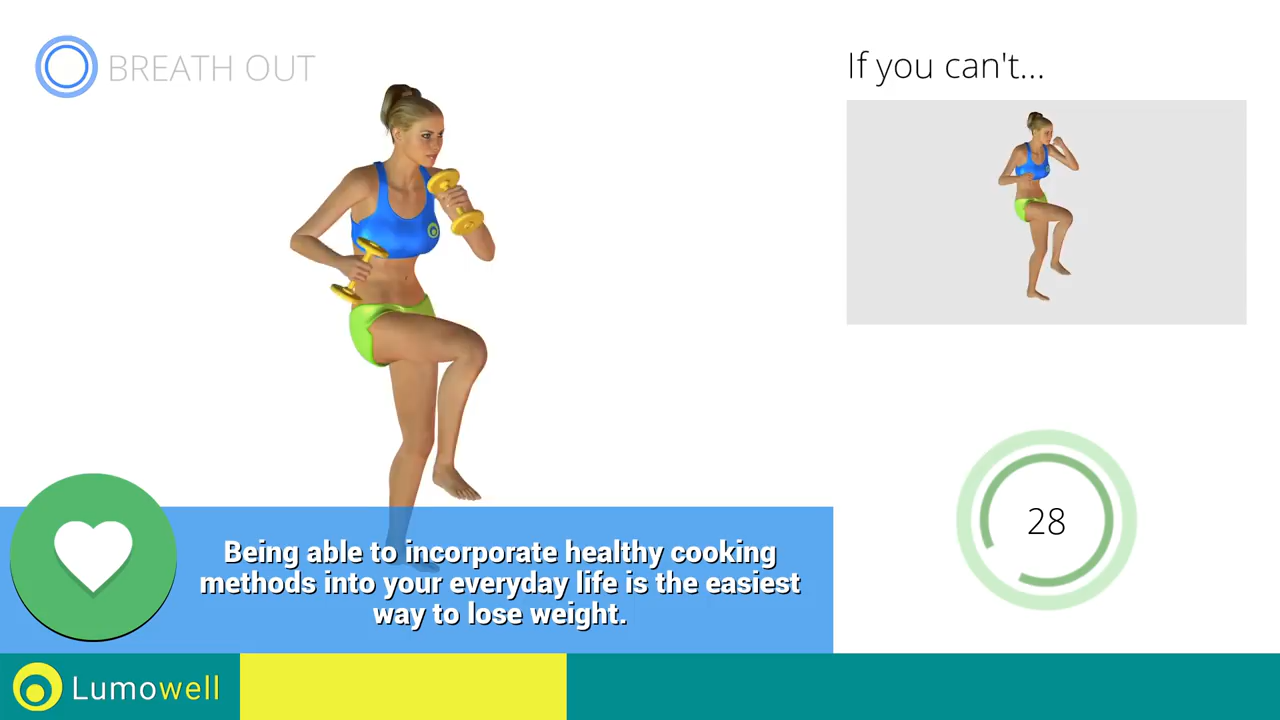 BREATH OUT
If you can't...
28
Being able to incorporate healthy cooking
methods into your everyday life is the easiest
way to lose weight.
Lumowell